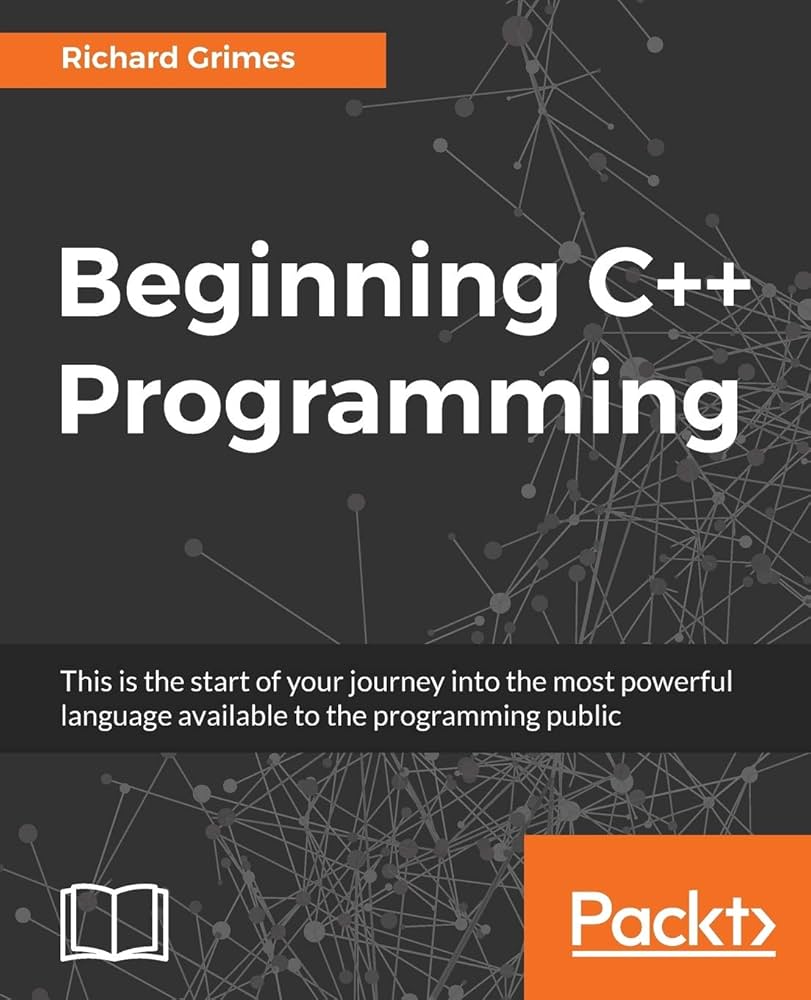 Richard Grimes
Beginning C++
Programming
This is the start of your journey into the most powerful
language available to the programming public
Packt>